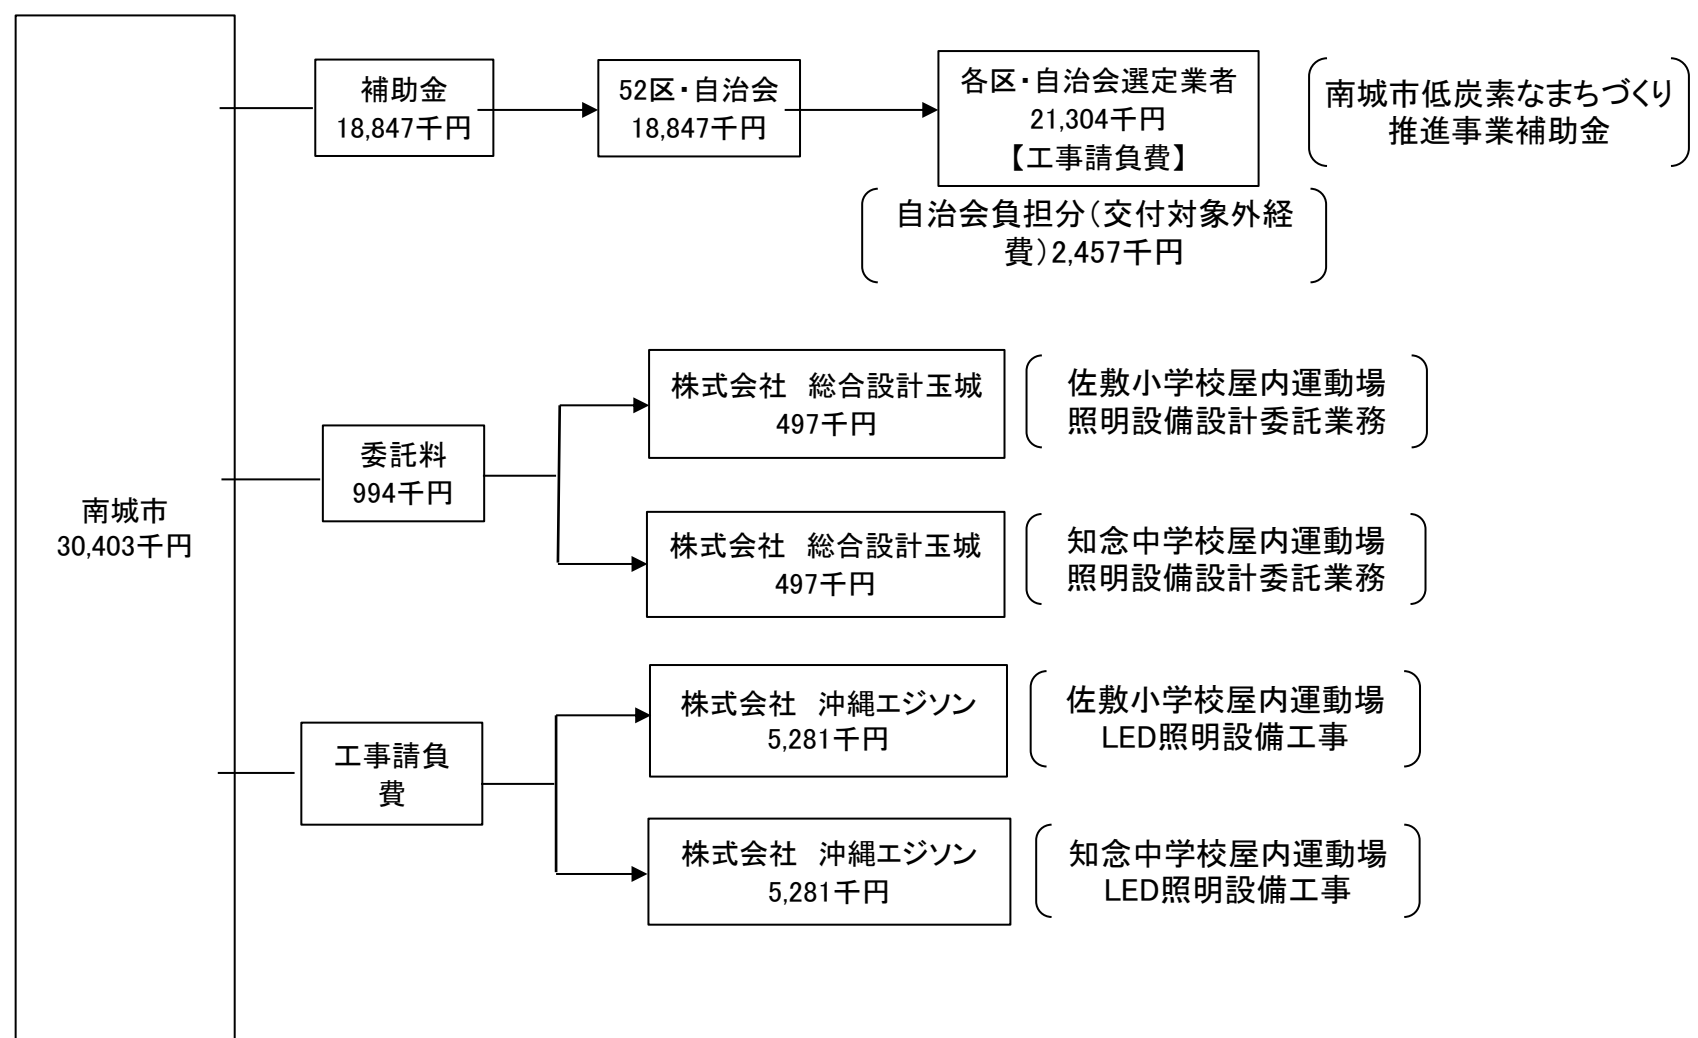 南城市
30,403千円
補助金
18,847千円
52区・自治会
18,847千円
各区・自治会選定業者
21,304千円
【工事請負費】
南城市低炭素なまちづくり
推進事業補助金
自治会負担分(交付対象外経
費)2,457千円
委託料
994千円
株式会社 総合設計玉城
497千円
佐敷小学校屋内運動場
照明設備設計委託業務
株式会社 総合設計玉城
497千円
知念中学校屋内運動場
照明設備設計委託業務
工事請負
費
株式会社 沖縄エジソン
5,281千円
佐敷小学校屋内運動場
LED照明設備工事
株式会社 沖縄エジソン
5,281千円
知念中学校屋内運動場
LED照明設備工事